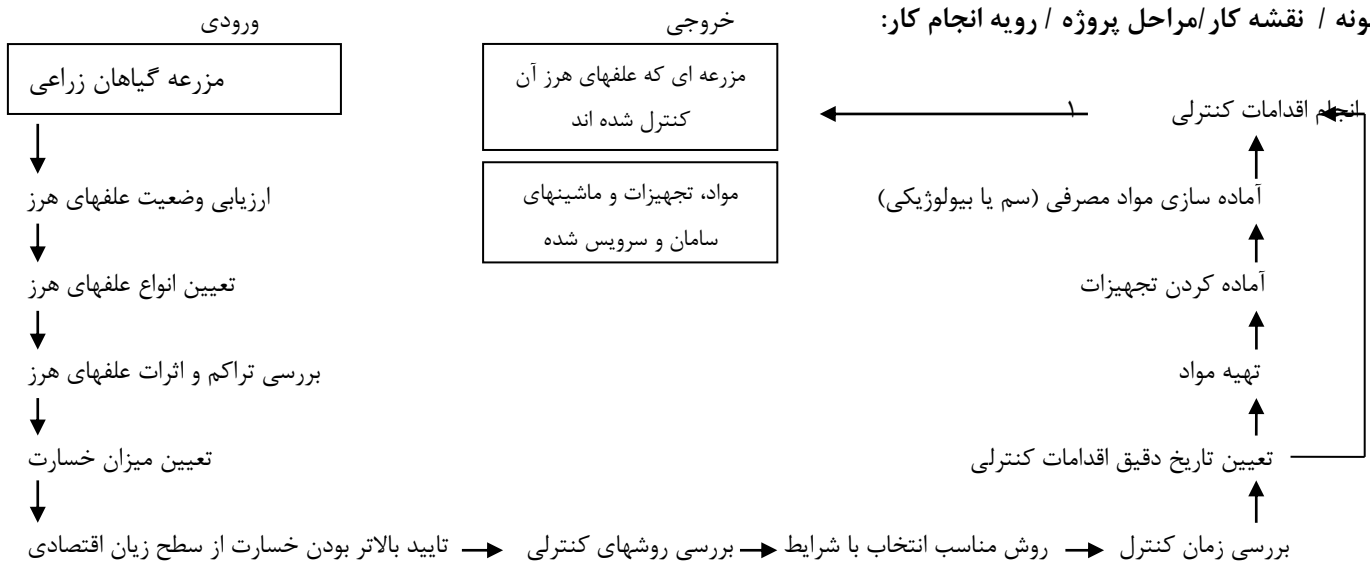 ونه / نقشه کار/مراحل پروژه / رویه انجام کار:
ورودی
خروجی
مزرعه گیاهان زراعی
مزرعه ای که علفهای هرز آن
کنترل شده اند
مواد، تجهیزات و ماشینهای
سامان و سرویس شده
ارزیابی وضعیت علفهای هرز
تعیین انواع علفهای هرز
بررسی تراکم و اثرات علفهای هرز
تعیین میزان خسارت
تایید بالاتر بودن خسارت از سطح زیان اقتصادی
بررسی روشهای کنترلی
روش مناسب انتخاب با شرایط
بررسی زمان کنترل
تعیین تاریخ دقیق اقدامات کنترلی
تهیه مواد
آماده کردن تجهیزات
آماده سازی مواد مصرفی (سم یا بیولوژیکی)
انجام اقدامات کنترلی
۱